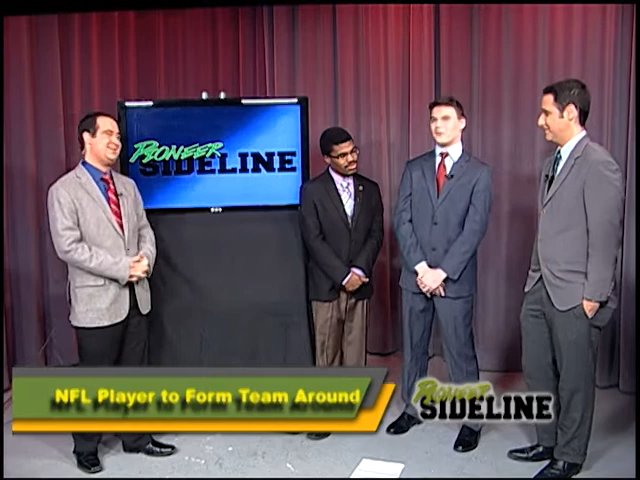 PIONEER
SIDELINE
NFL Player to Form Team Around
PIONEER
SIDELINE